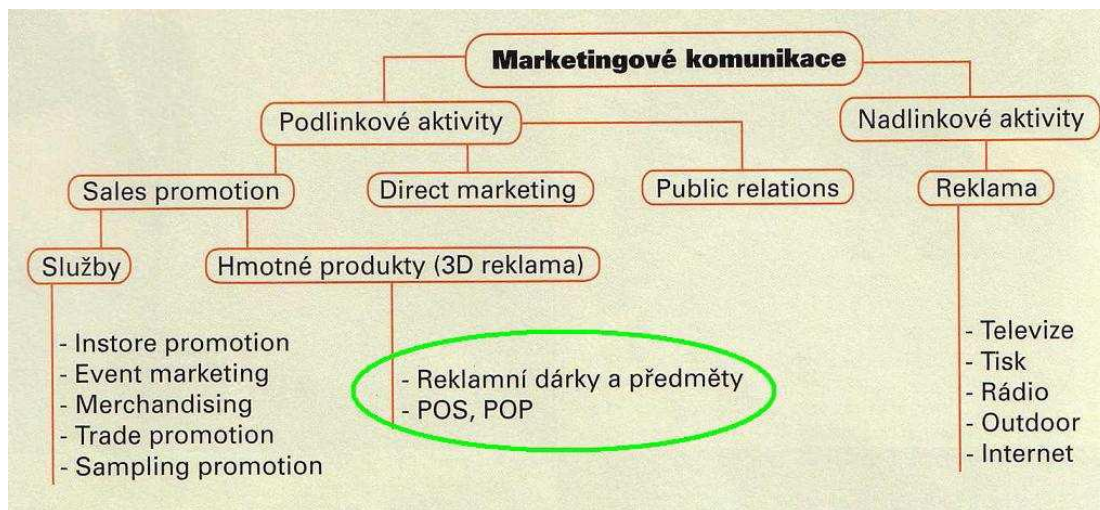 Marketingové komunikace
Podlinkové aktivity
Nadlinkové aktivity
Sales promotion
Direct marketing
Public relations
Reklama
Služby
Hmotné produkty (3D reklama)
- Instore promotion
- Event marketing
- Merchandising
- Trade promotion
- Sampling promotion
- Reklamní dárky a předměty
- POS, POP
- Televize
- Tisk
- Rádio
- Outdoor
- Internet